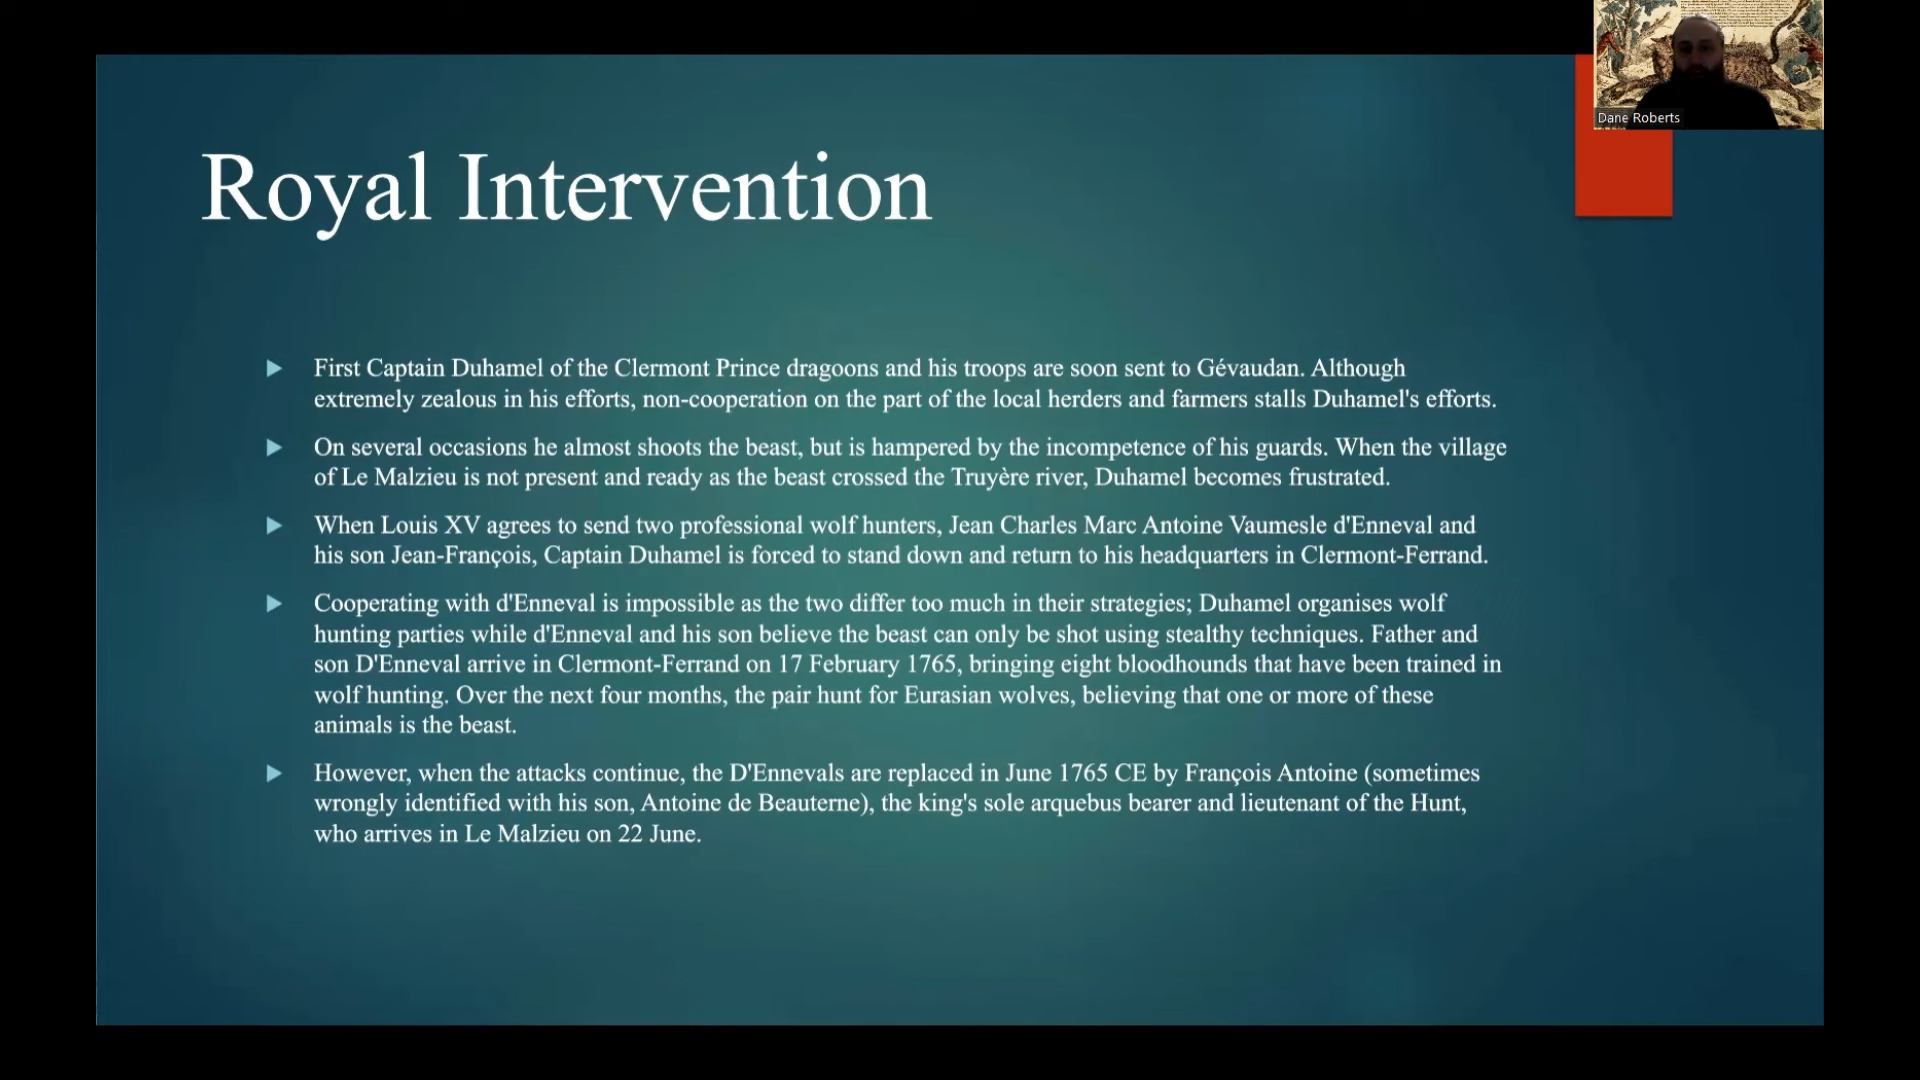 Dane Roberts
Royal Intervention
First Captain Duhamel of the Clermont Prince dragoons and his troops are soon sent to Gévaudan. Although
extremely zealous in his efforts, non-cooperation on the part of the local herders and farmers stalls Duhamel's efforts.
On several occasions he almost shoots the beast, but is hampered by the incompetence of his guards. When the village
of Le Malzieu is not present and ready as the beast crossed the Truyère river, Duhamel becomes frustrated.
When Louis XV agrees to send two professional wolf hunters, Jean Charles Marc Antoine Vaumesle d'Enneval and
his son Jean-François, Captain Duhamel is forced to stand down and return to his headquarters in Clermont-Ferrand.
Cooperating with d'Enneval is impossible as the two differ too much in their strategies; Duhamel organises wolf
hunting parties while d'Enneval and his son believe the beast can only be shot using stealthy techniques. Father and
son D'Enneval arrive in Clermont-Ferrand on 17 February 1765, bringing eight bloodhounds that have been trained in
wolf hunting. Over the next four months, the pair hunt for Eurasian wolves, believing that one or more of these
animals is the beast.
However, when the attacks continue, the D'Ennevals are replaced in June 1765 CE by François Antoine (sometimes
wrongly identified with his son, Antoine de Beauterne), the king's sole arquebus bearer and lieutenant of the Hunt,
who arrives in Le Malzieu on 22 June.